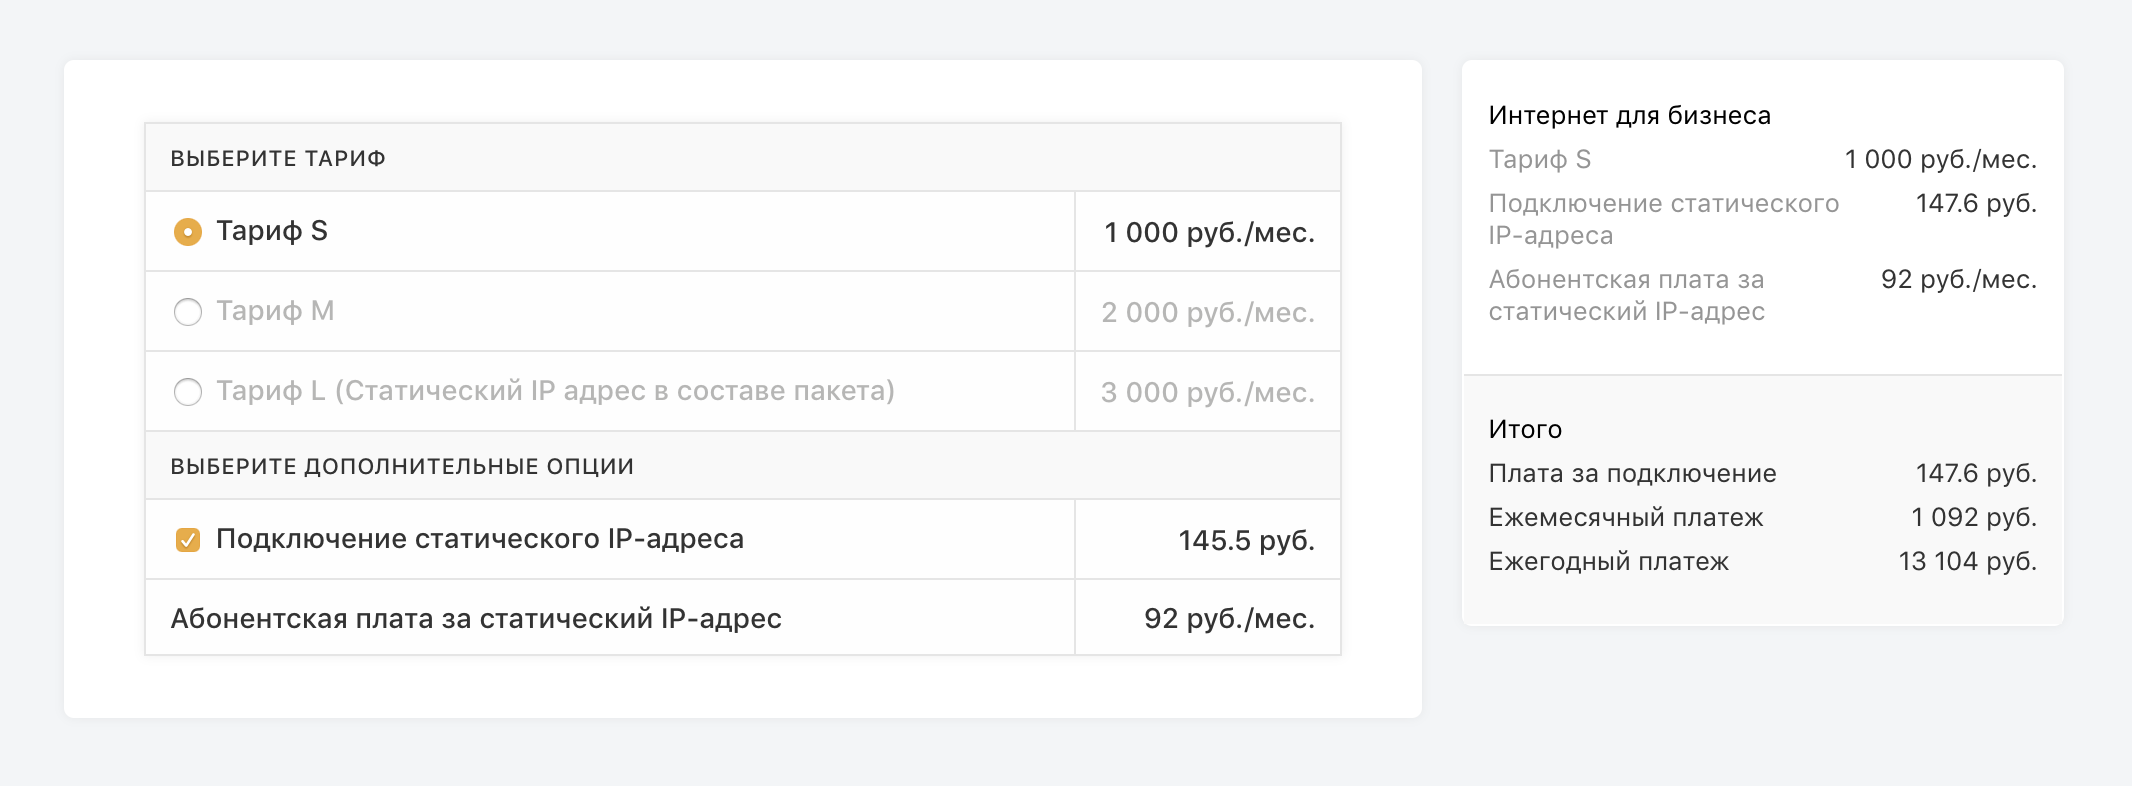 ВЫБЕРИТЕ ТАРИФ
Тариф S 1 000 руб./мес.
Тариф M 2 000 руб./мес.
Тариф L (Статический IP адрес в составе пакета) 3 000 руб./мес.
ВЫБЕРИТЕ ДОПОЛНИТЕЛЬНЫЕ ОПЦИИ
Подключение статического IP-адреса 145.5 руб.
Абонентская плата за статический IP-адрес 92 руб./мес.
Интернет для бизнеса
Тариф S 1 000 руб./мес.
Подключение статического 147.6 руб.
IP-адреса
Абонентская плата за 92 руб./мес.
статический IP-адрес
Итого
Плата за подключение 147.6 руб.
Ежемесячный платеж 1 092 руб.
Ежегодный платеж 13 104 руб.